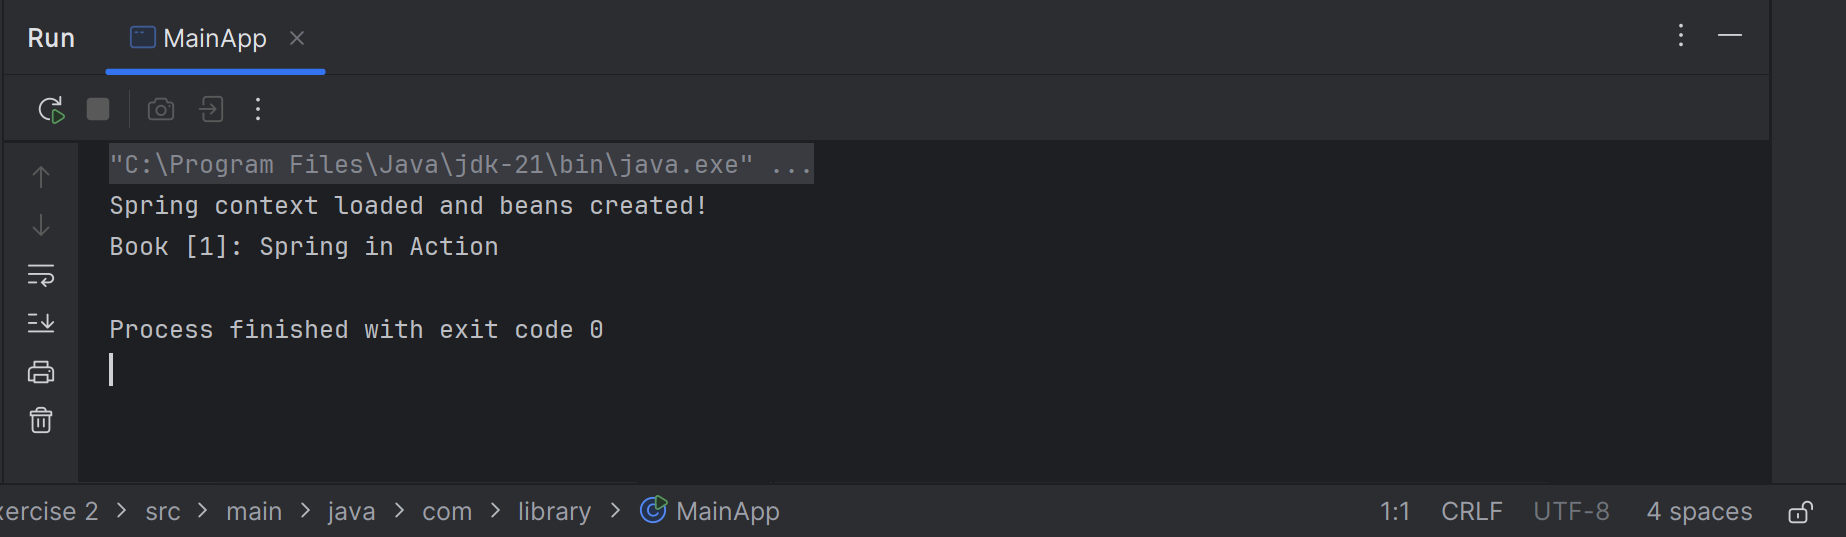 Run MainApp
"C:\Program Files\Java\jdk-21\bin\java.exe" ...
Spring context loaded and beans created!
Book [1]: Spring in Action
Process finished with exit code 0
ercise 2 > src > main > java > com > library > MainApp 1:1 CRLF UTF-8 4 spaces